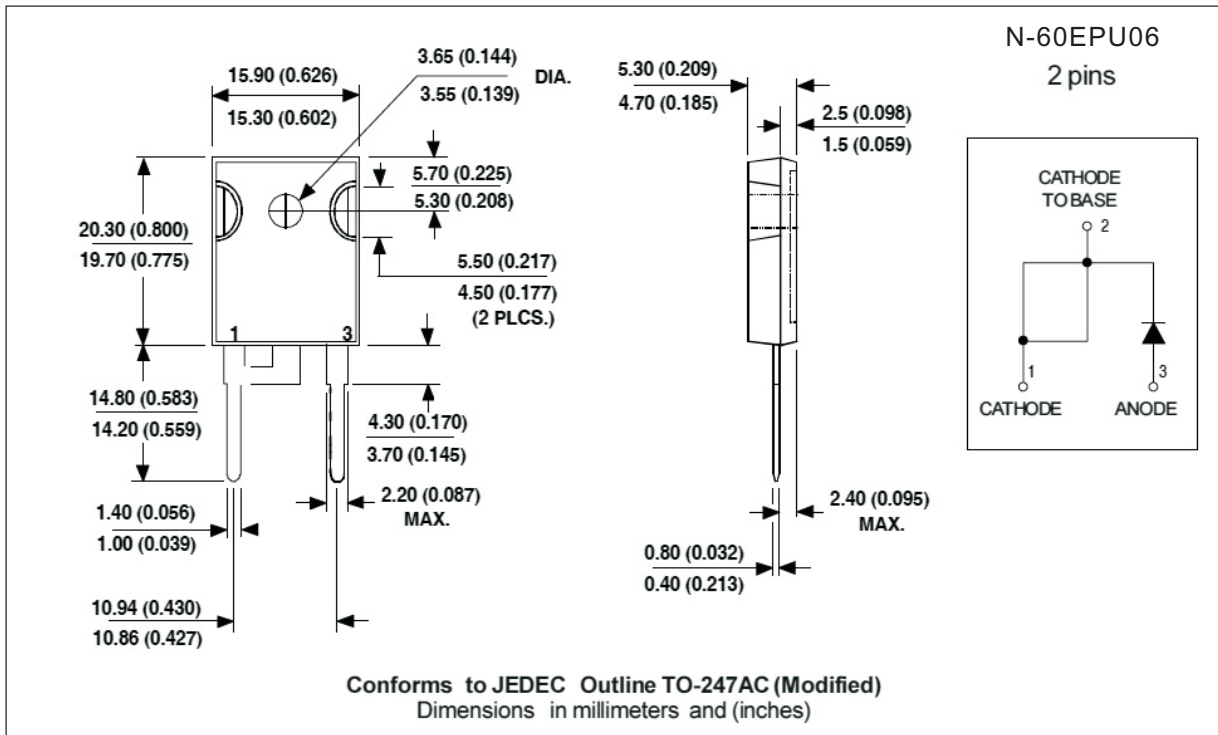 N-60EPU06
2 pins
3.65 (0.144)
3.55 (0.139)
DIA.
15.90 (0.626)
15.30 (0.602)
5.30 (0.209)
4.70 (0.185)
2.5 (0.098)
1.5 (0.059)
5.70 (0.225)
5.30 (0.208)
20.30 (0.800)
19.70 (0.775)
5.50 (0.217)
4.50 (0.177)
(2 PLCS.)
1 3
14.80 (0.583)
14.20 (0.559)
4.30 (0.170)
3.70 (0.145)
2.20 (0.087)
MAX.
1.40 (0.056)
1.00 (0.039)
10.94 (0.430)
10.86 (0.427)
2.40 (0.095)
MAX.
0.80 (0.032)
0.40 (0.213)
CATHODE
TO BASE
2
1 3
CATHODE ANODE
Conforms to JEDEC Outline TO-247AC (Modified)
Dimensions in millimeters and (inches)